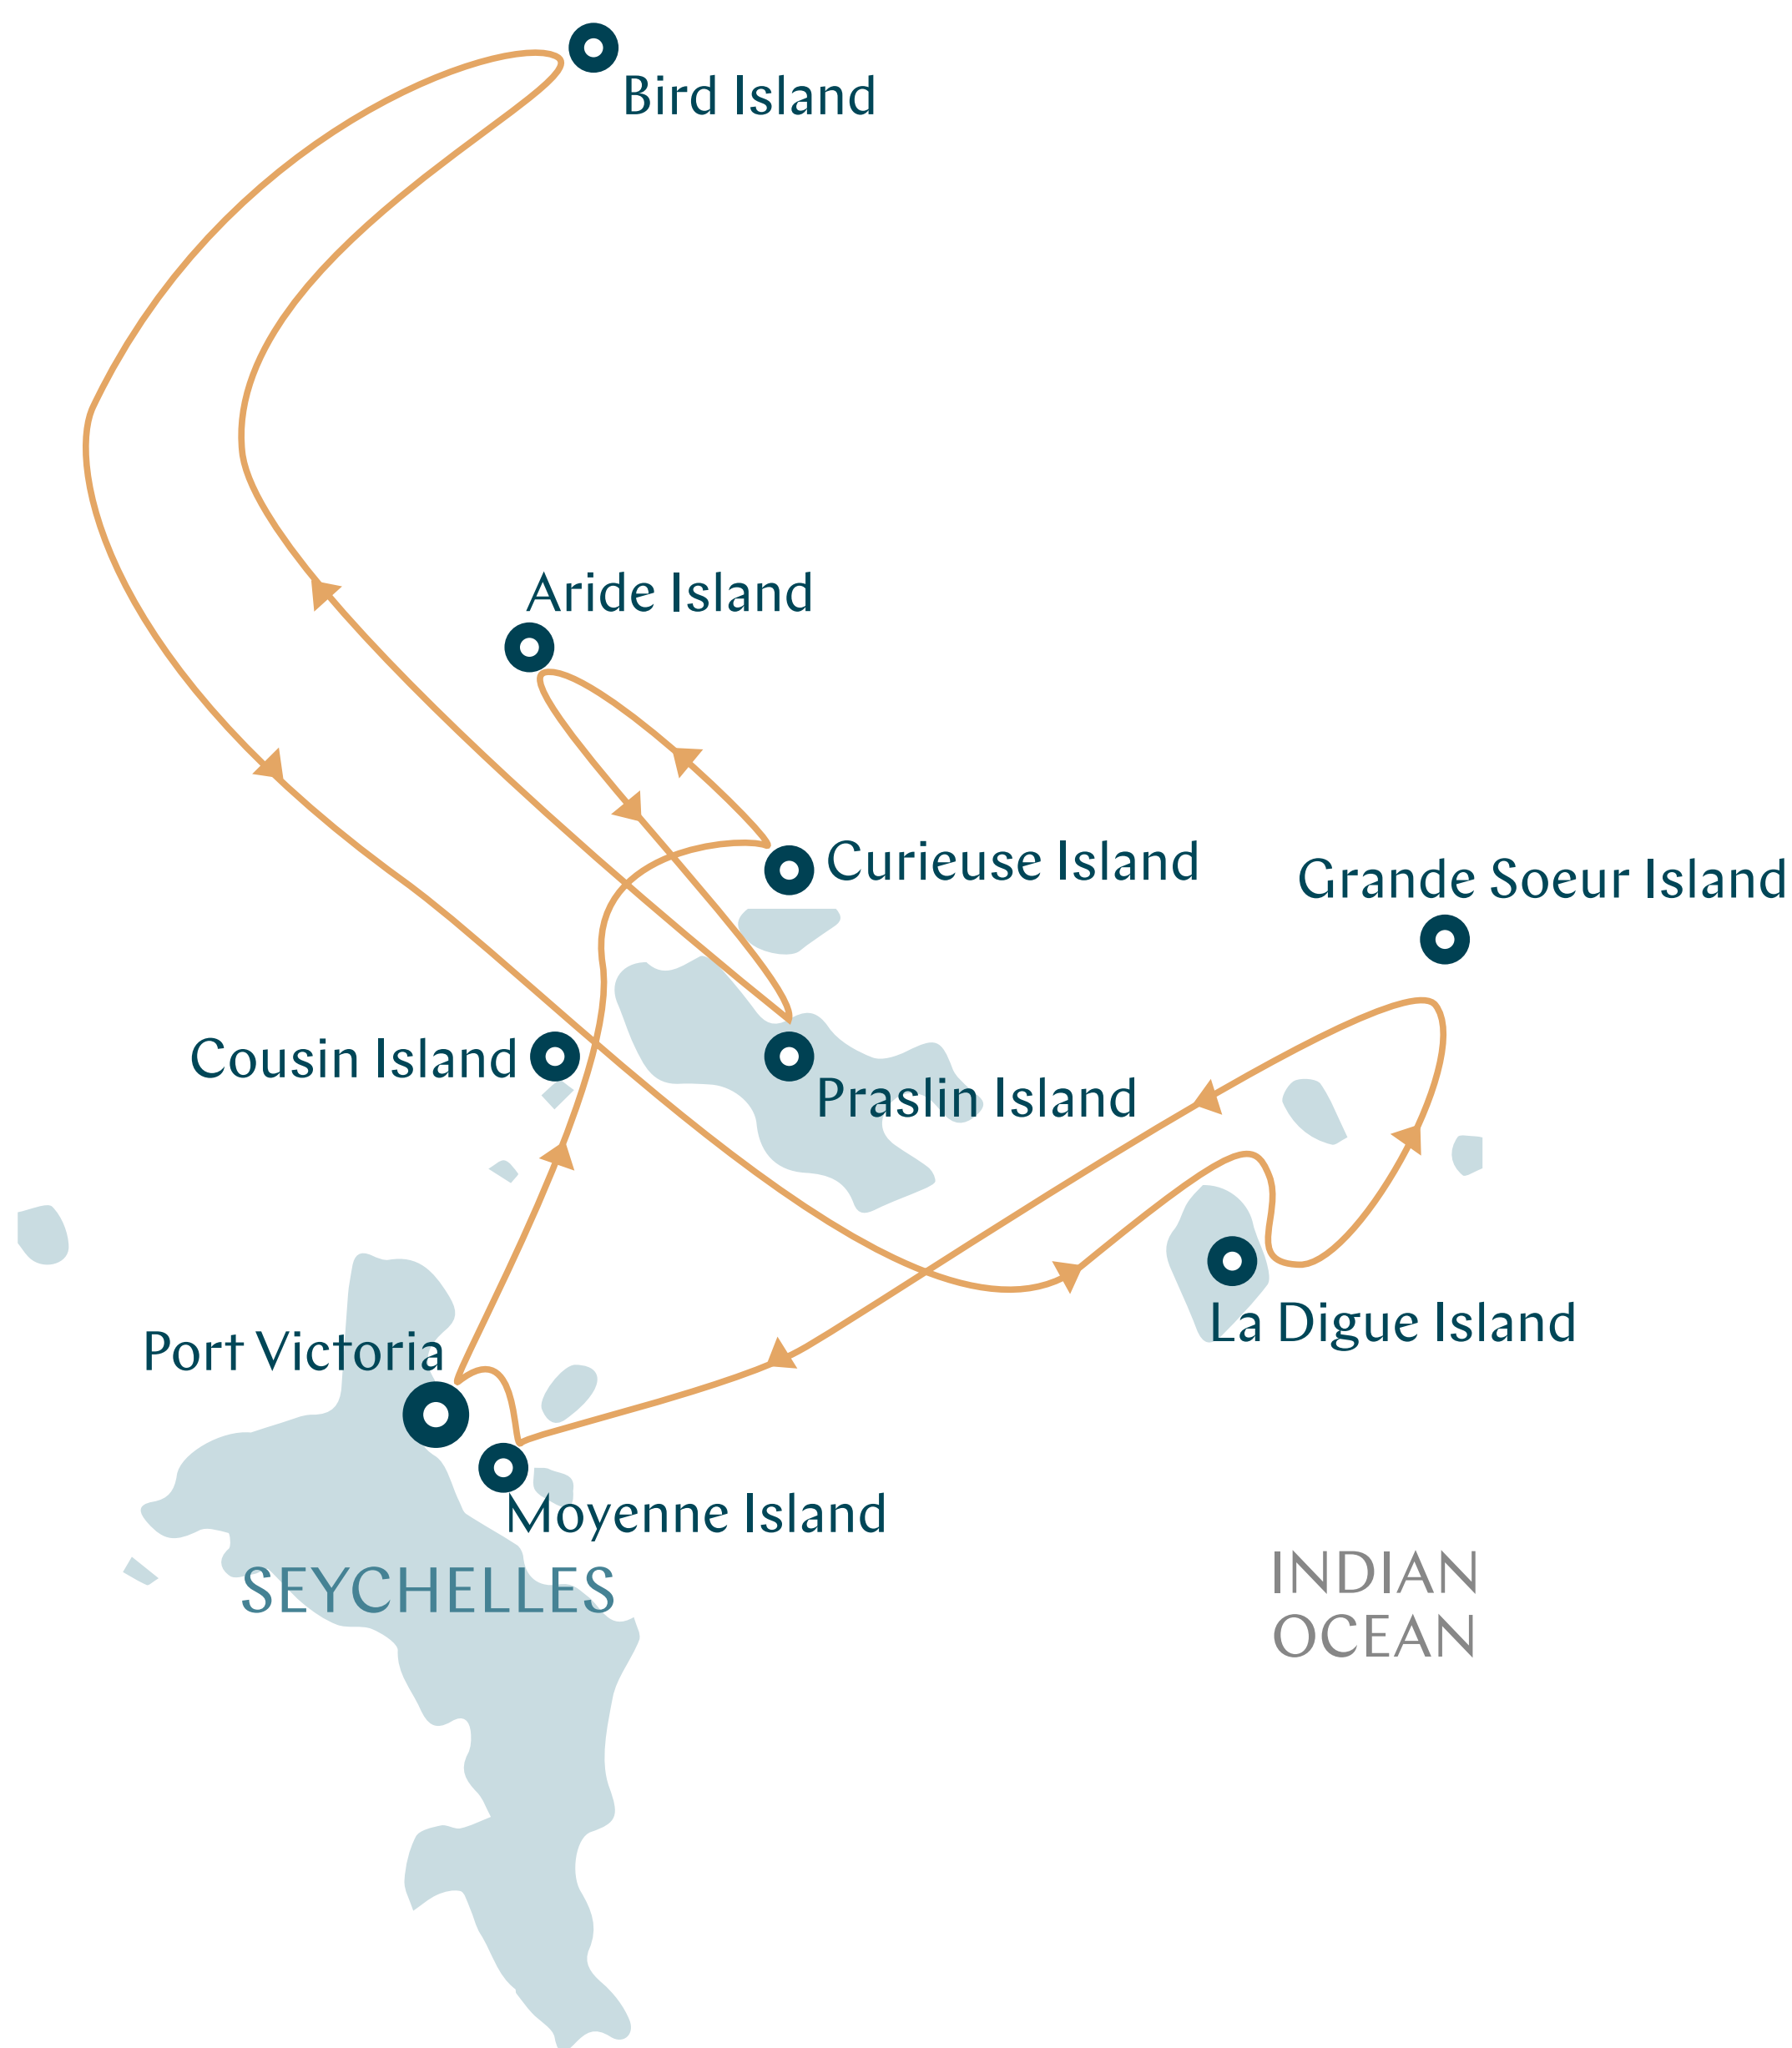 Bird Island
Aride Island
Curieuse Island
Grande Soeur Island
Cousin Island
Praslin Island
La Digue Island
Port Victoria
Moyenne Island
SEYCHELLES
INDIAN
OCEAN